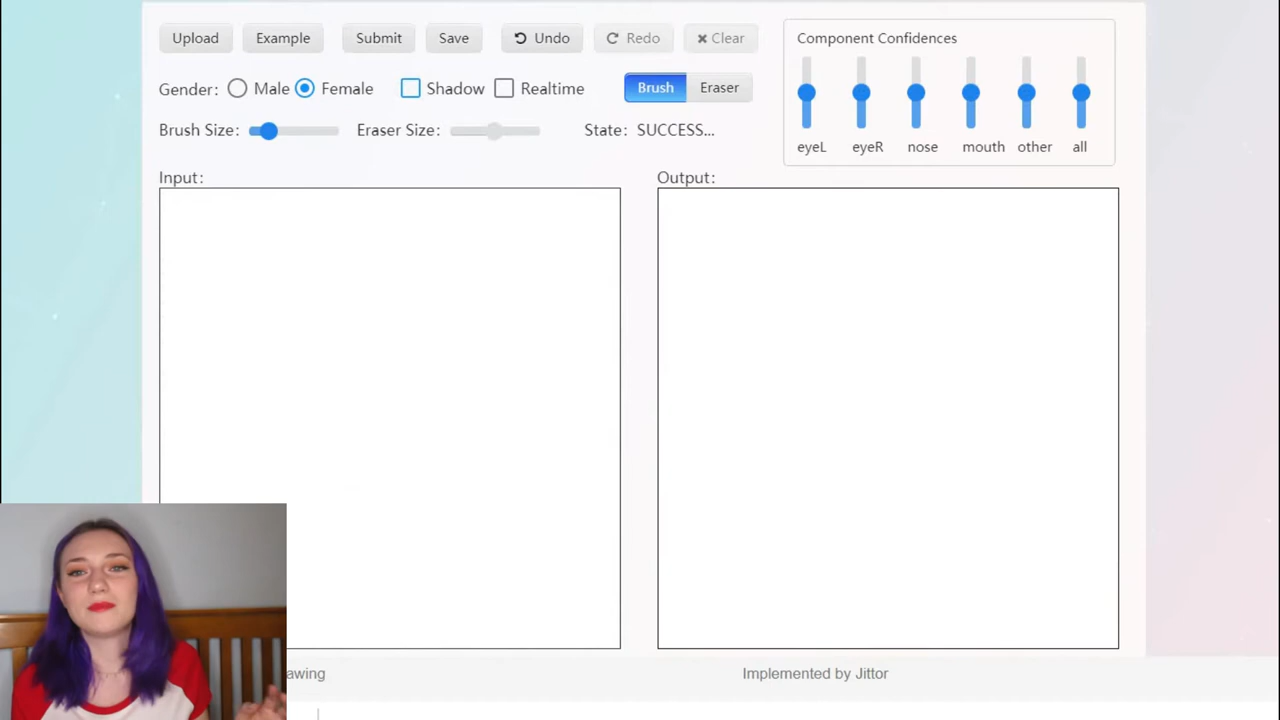 Upload Example Submit Save Undo Redo Clear
Component Confidences
Gender: Male Female Shadow Realtime Brush Eraser
Brush Size: Eraser Size: State: SUCCESS...
eyeL eyeR nose mouth other all
Input: Output:
awing Implemented by Jittor